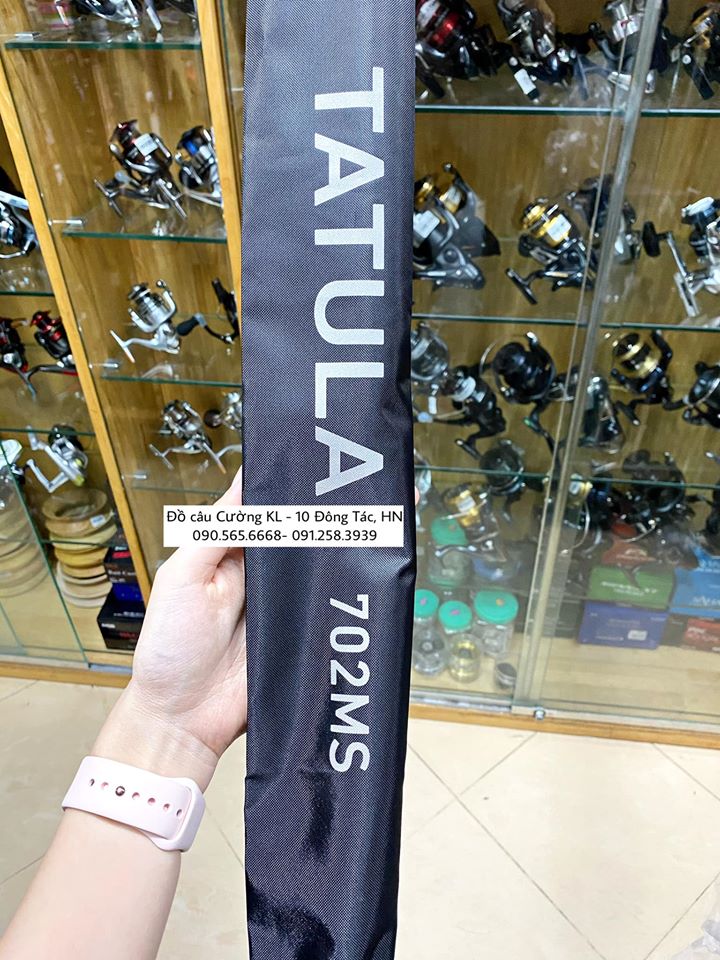 TATULA
702MS
Đồ câu Cường KL - 10 Đông Tác, HN
090.565.6668- 091.258.3939